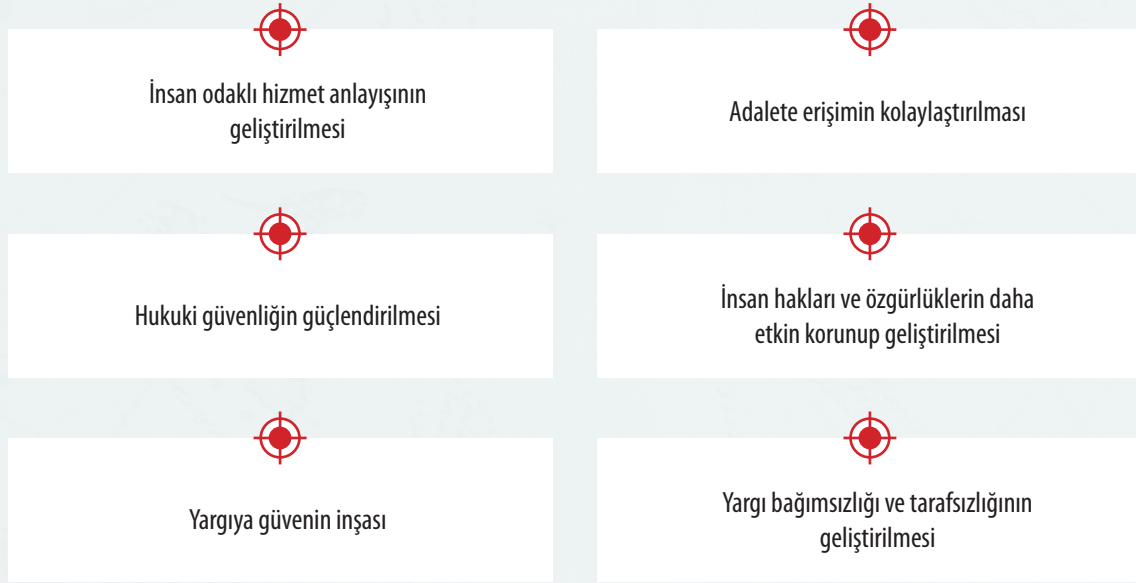 İnsan odaklı hizmet anlayışının
geliştirilmesi
Adalete erişimin kolaylaştırılması
Hukuki güvenliğin güçlendirilmesi
İnsan hakları ve özgürlüklerin daha
etkin korunup geliştirilmesi
Yargıya güvenin inşası
Yargı bağımsızlığı ve tarafsızlığının
geliştirilmesi